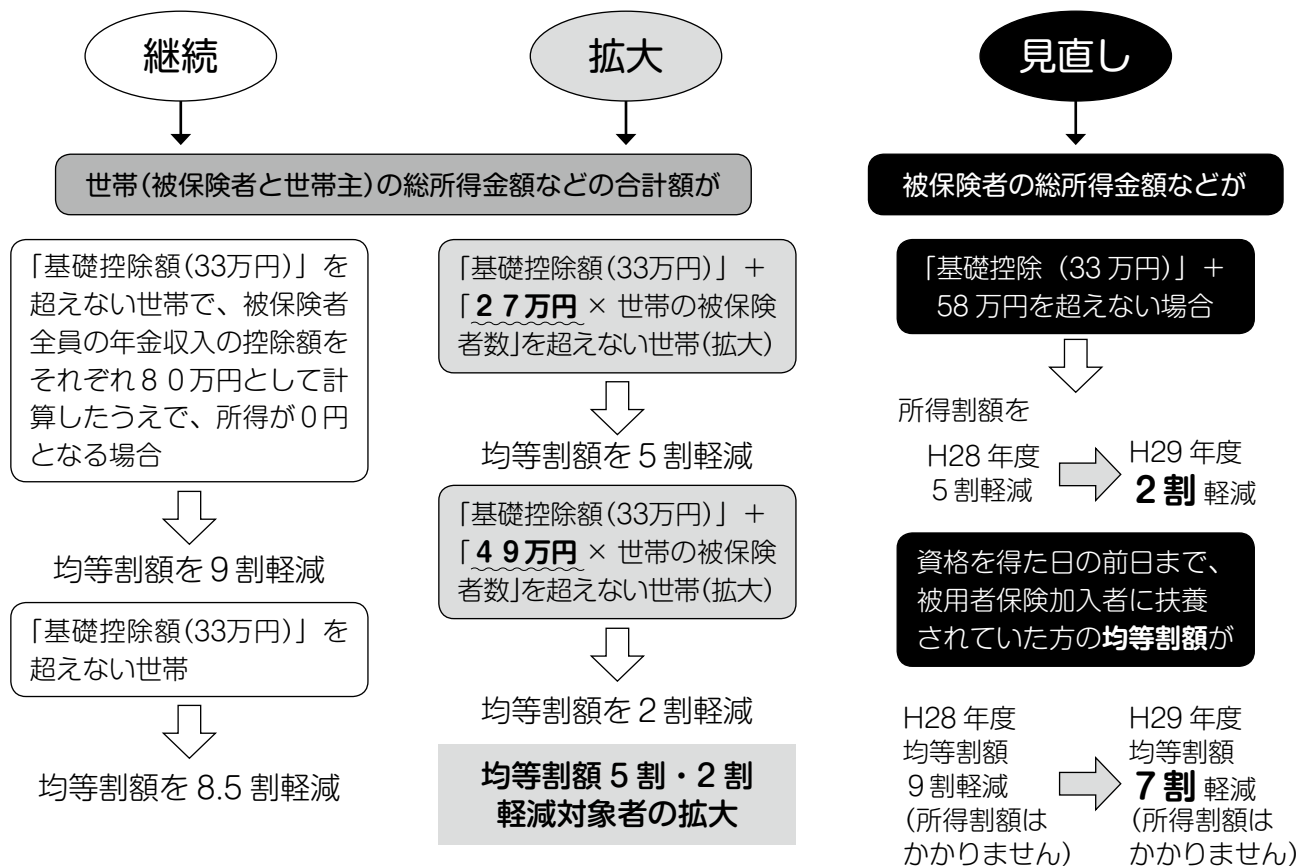 継続
拡大
見直し
世帯(被保険者と世帯主)の総所得金額などの合計額が
被保険者の総所得金額などが
「基礎控除額(33万円)」を
超えない世帯で、被保険者
全員の年金収入の控除額を
それぞれ80万円として計
算したうえで、所得が0円
となる場合
均等割額を9割軽減
「基礎控除額(33万円)」を
超えない世帯
均等割額を8.5割軽減
「基礎控除額(33万円)」+
「27万円×世帯の被保険
者数」を超えない世帯(拡大)
均等割額を5割軽減
「基礎控除額(33万円)」+
「49万円×世帯の被保険
者数」を超えない世帯(拡大)
均等割額を2割軽減
均等割額5割・2割
軽減対象者の拡大
「基礎控除(33万円)」+
58万円を超えない場合
所得割額を
H28年度
5割軽減
H29年度
2割軽減
資格を得た日の前日まで、
被用者保険加入者に扶養
されていた方の均等割額が
H28年度
均等割額
9割軽減
(所得割額は
かかりません)
H29年度
均等割額
7割軽減
(所得割額は
かかりません)